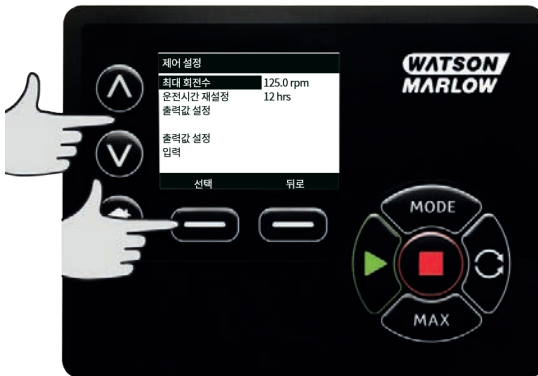 제어 설정
최대 회전수 125.0 rpm
운전시간 재설정 12 hrs
출력값 설정
출력값 설정
입력
선택 뒤로
WATSON
MARLOW
MODE
MAX